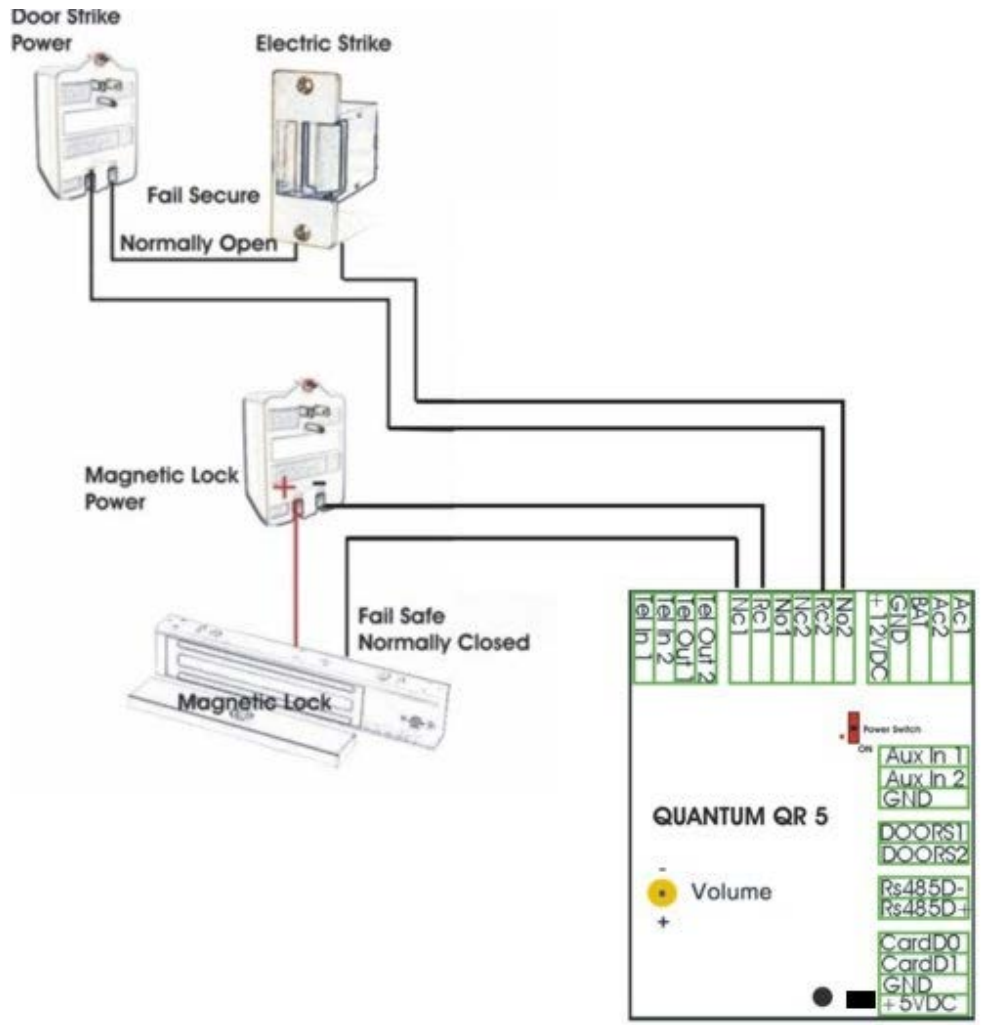 Door Strike
Power
Electric Strike
Fail Secure
Normally Open
Magnetic Lock
Power
+ -
Fail Safe
Normally Closed
Magnetic Lock
Tel In 1
Tel In 2
Tel Out 1
Tel Out 2
Nc1
Rc1
No1
Nc2
Rc2
No2
+12VDC
GND
BAT
Ac2
Ac1
Power Switch
ON
Aux In 1
Aux In 2
GND
QUANTUM QR 5
DOORS1
DOORS2
-
Volume
+
Rs485D-
Rs485D+
CardD0
CardD1
GND
+5VDC